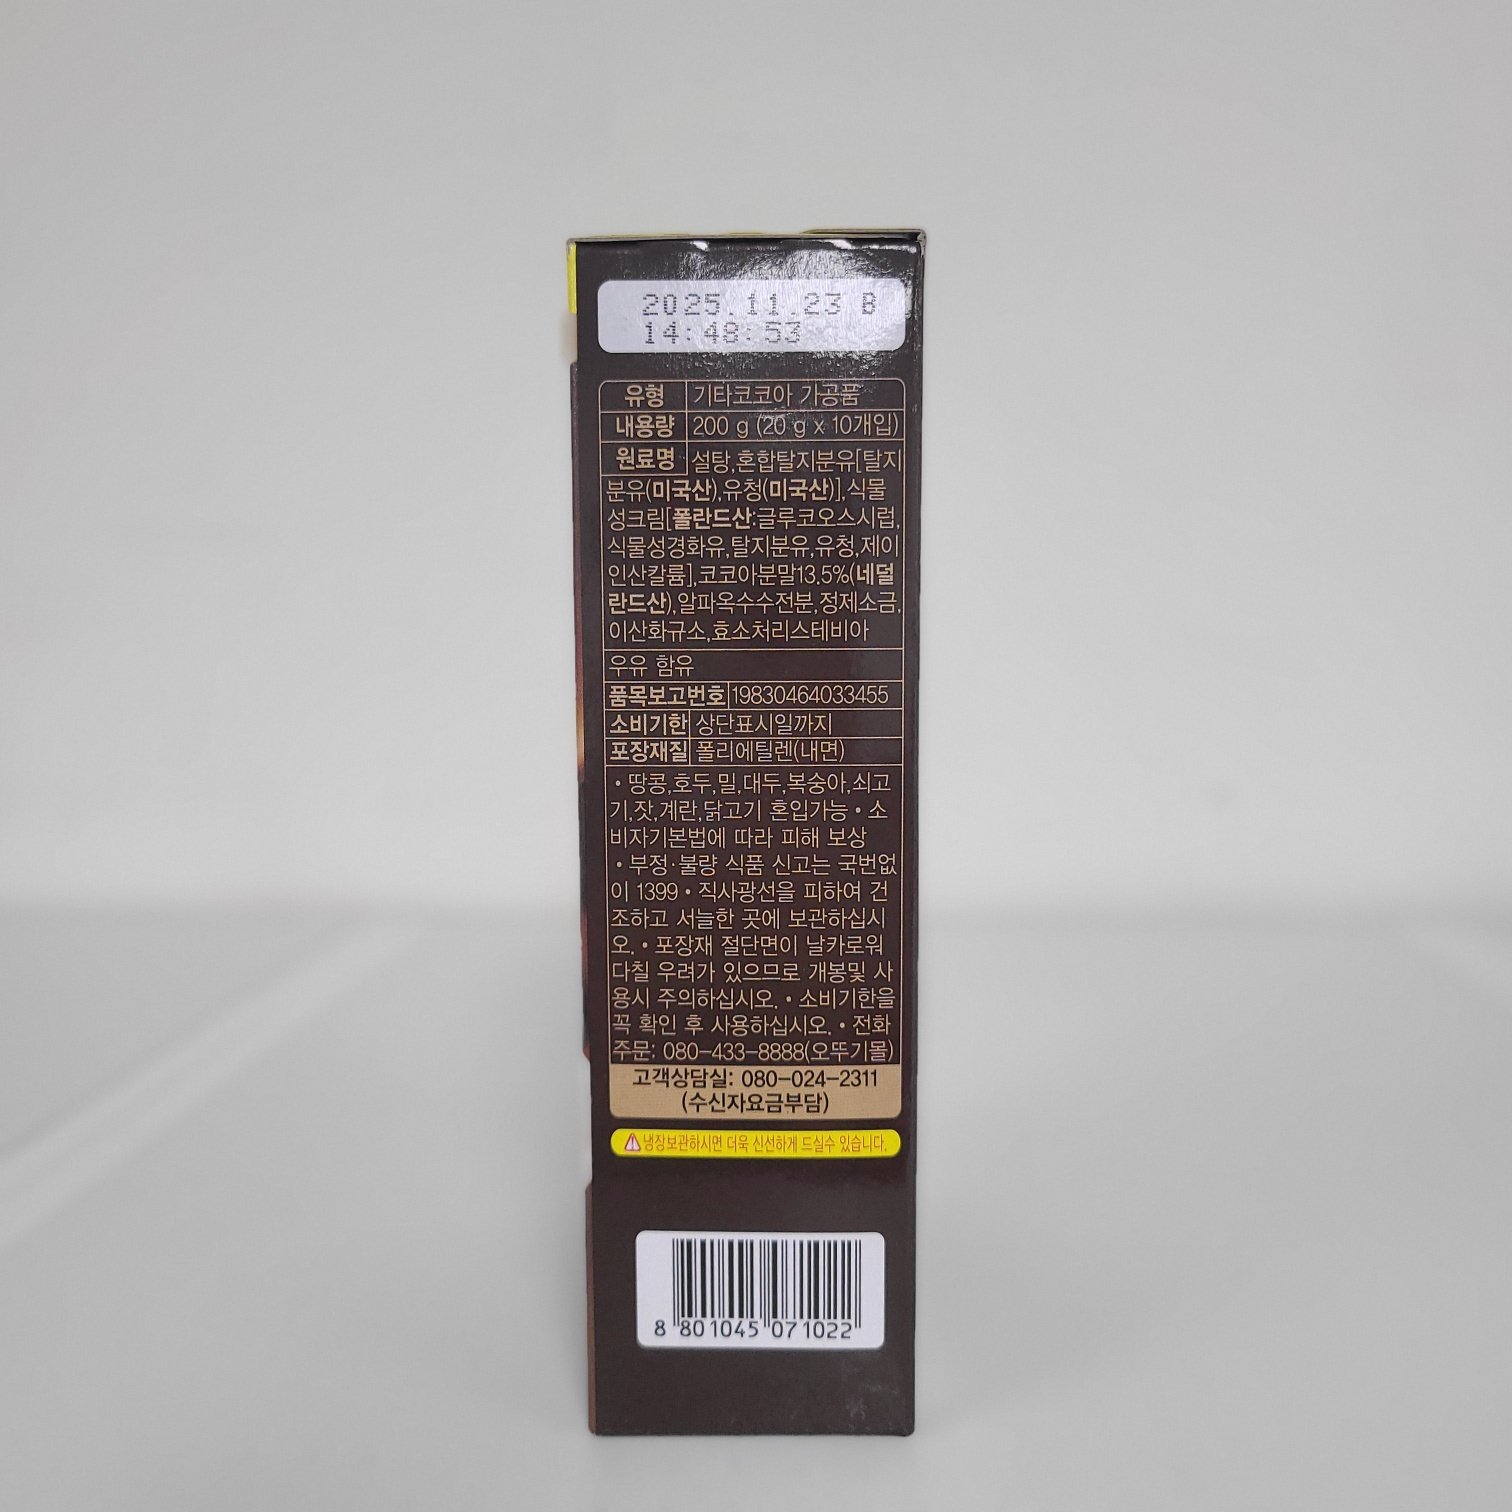 2025.11.23 B
14:48:53
유형 기타코코아 가공품
내용량 200 g (20 g x 10개입)
원료명 설탕,혼합탈지분유[탈지
분유(미국산),유청(미국산)],식물
성크림[폴란드산:글루코오스시럽,
식물성경화유,탈지분유,유청,제이
인산칼륨],코코아분말13.5%(네덜
란드산),알파옥수수전분,정제소금,
이산화규소,효소처리스테비아
우유 함유
품목보고번호 19830464033455
소비기한 상단표시일까지
포장재질 폴리에틸렌(내면)
• 땅콩,호두,밀,대두,복숭아,쇠고
기,잣,계란,닭고기 혼입가능 • 소
비자기본법에 따라 피해 보상
• 부정·불량 식품 신고는 국번없
이 1399 • 직사광선을 피하여 건
조하고 서늘한 곳에 보관하십시
오. • 포장재 절단면이 날카로워
다칠 우려가 있으므로 개봉및 사
용시 주의하십시오. • 소비기한을
꼭 확인 후 사용하십시오. • 전화
주문: 080-433-8888(오뚜기몰)
고객상담실: 080-024-2311
(수신자요금부담)
냉장보관하시면 더욱 신선하게 드실수 있습니다.
8 801045 071022